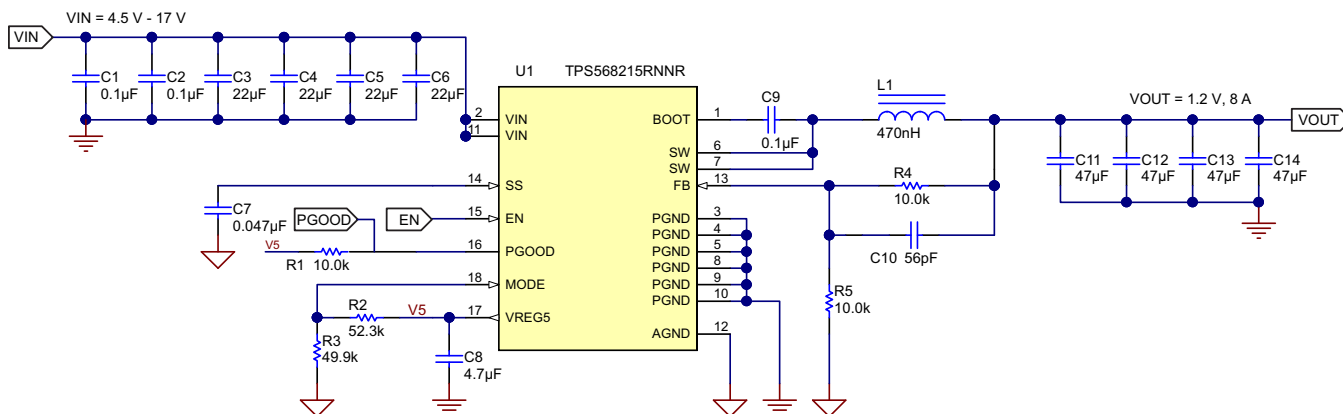 VIN = 4.5 V - 17 V
VIN
C1
0.1µF
C2
0.1µF
C3
22µF
C4
22µF
C5
22µF
C6
22µF
U1
TPS568215RNNR
2
VIN
11
VIN
14
SS
15
EN
16
PGOOD
18
MODE
17
VREG5
BOOT
1
SW
6
SW
7
FB
13
PGND
3
PGND
4
PGND
5
PGND
8
PGND
9
PGND
10
AGND
12
C7
0.047µF
PGOOD
EN
V5
R1 10.0k
R2
52.3k
V5
R3
49.9k
C8
4.7µF
C9
0.1µF
L1
470nH
R4
10.0k
C10 56pF
R5
10.0k
VOUT = 1.2 V, 8 A
VOUT
C11
47µF
C12
47µF
C13
47µF
C14
47µF